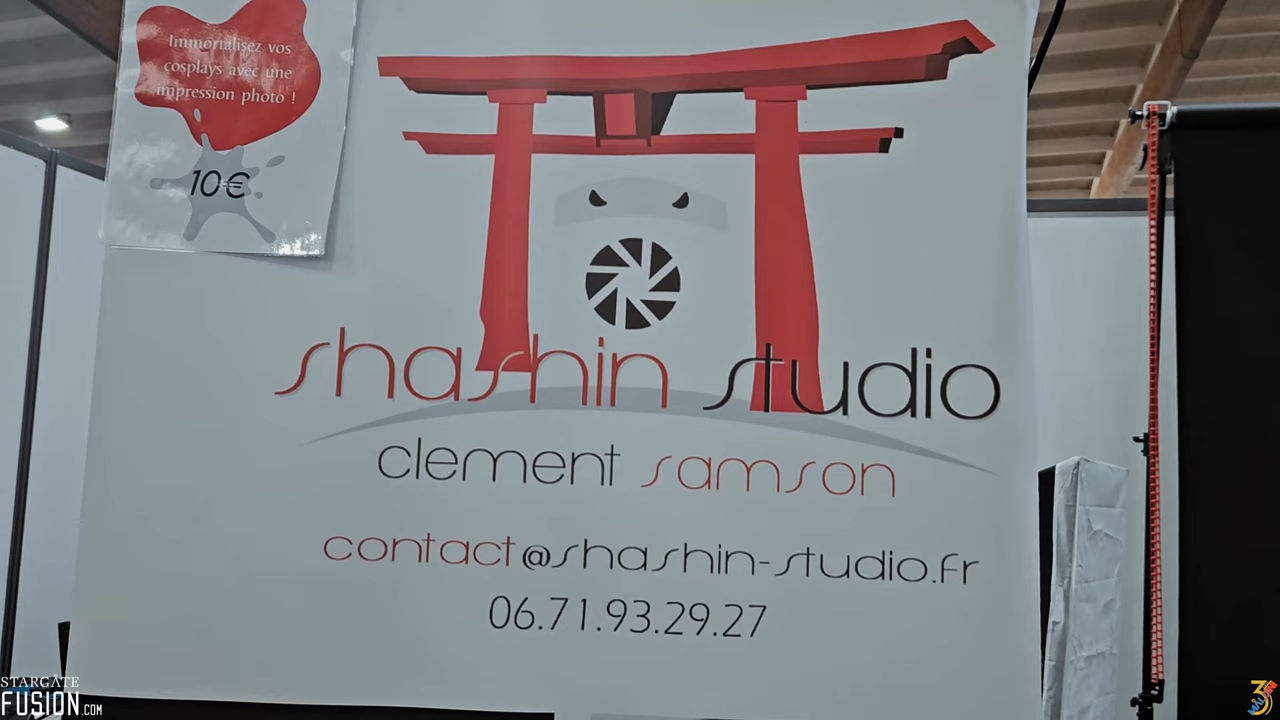 Immortalisez vos
cosplays avec une
impression photo !
10€
shashin studio
clement samson
contact@shashin-studio.fr
06.71.93.29.27
STARGATE
FUSION.COM